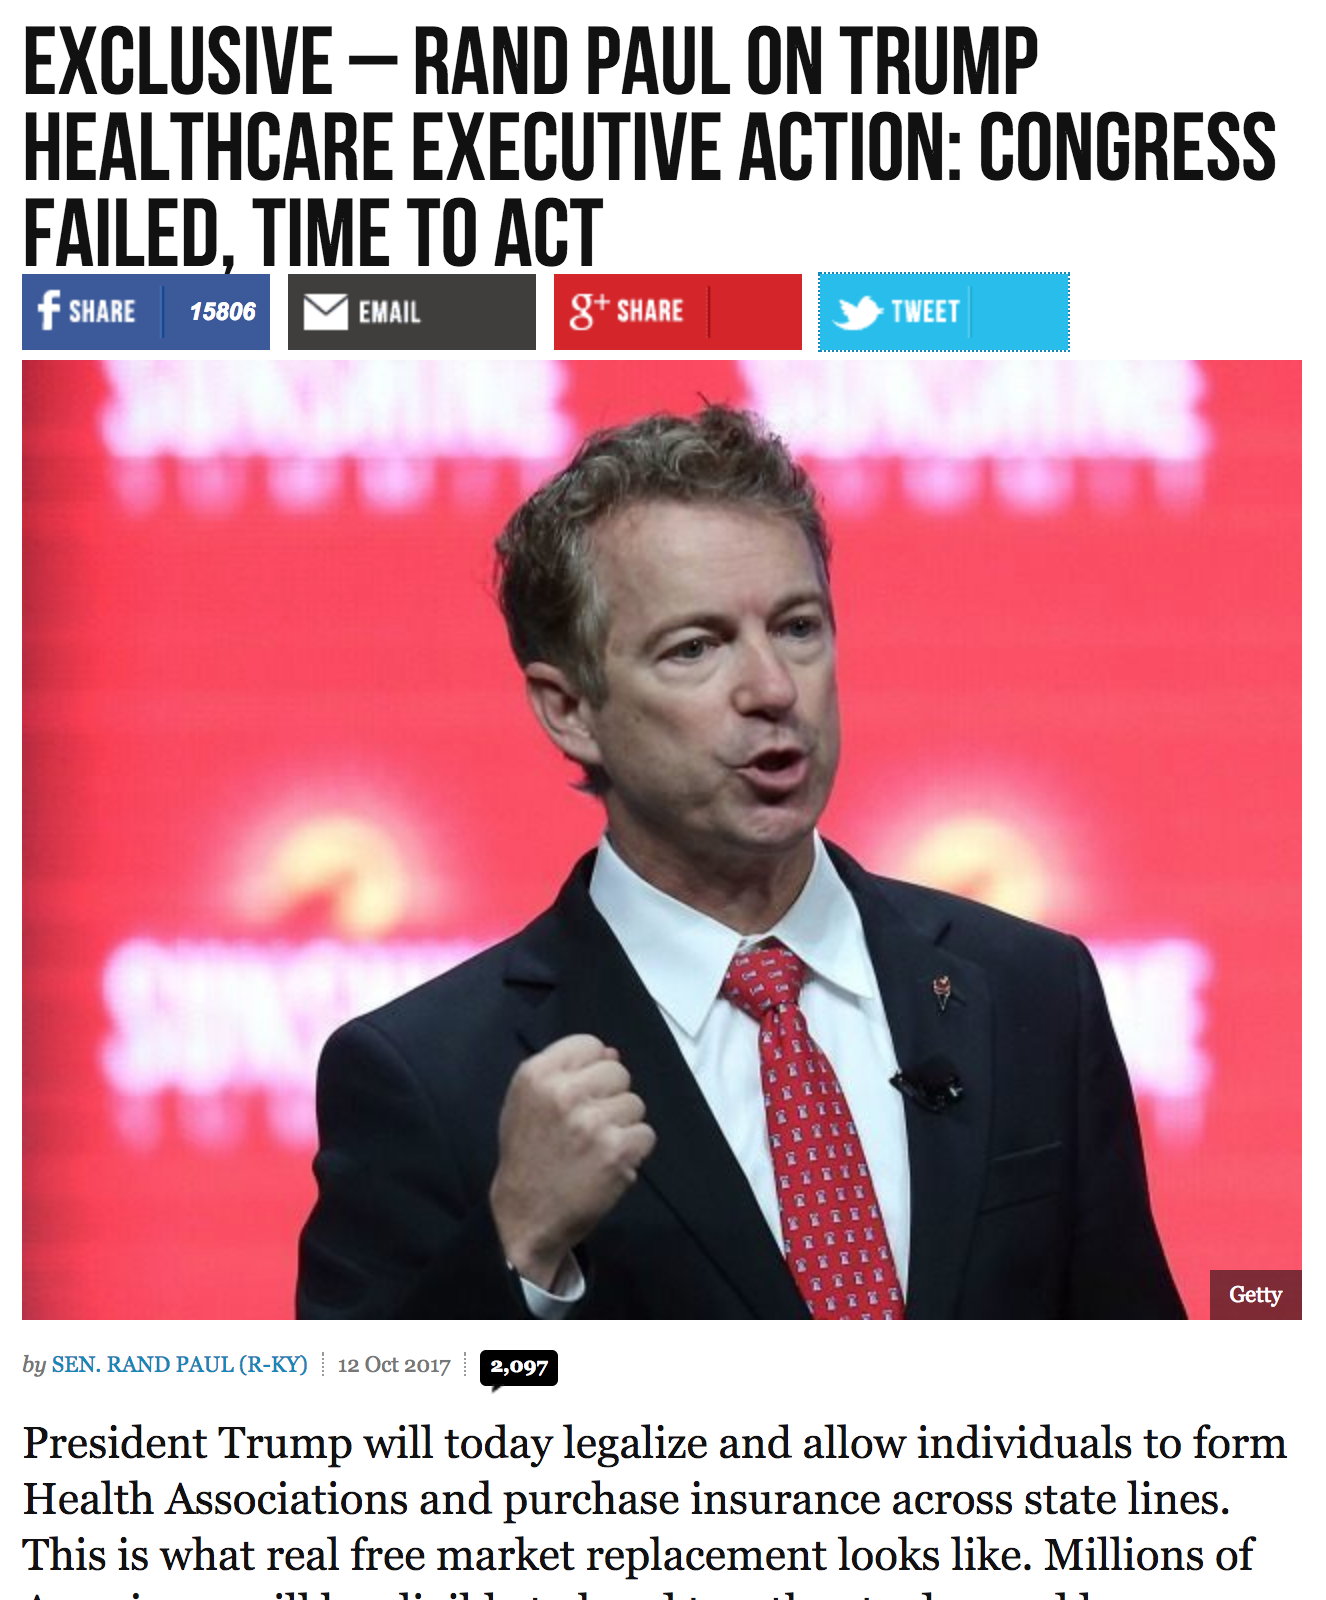 EXCLUSIVE – RAND PAUL ON TRUMP
HEALTHCARE EXECUTIVE ACTION: CONGRESS
FAILED, TIME TO ACT
f SHARE 15806
EMAIL
g+ SHARE
TWEET
SUNSHINE
Getty
by SEN. RAND PAUL (R-KY) 12 Oct 2017 2,097
President Trump will today legalize and allow individuals to form
Health Associations and purchase insurance across state lines.
This is what real free market replacement looks like. Millions of